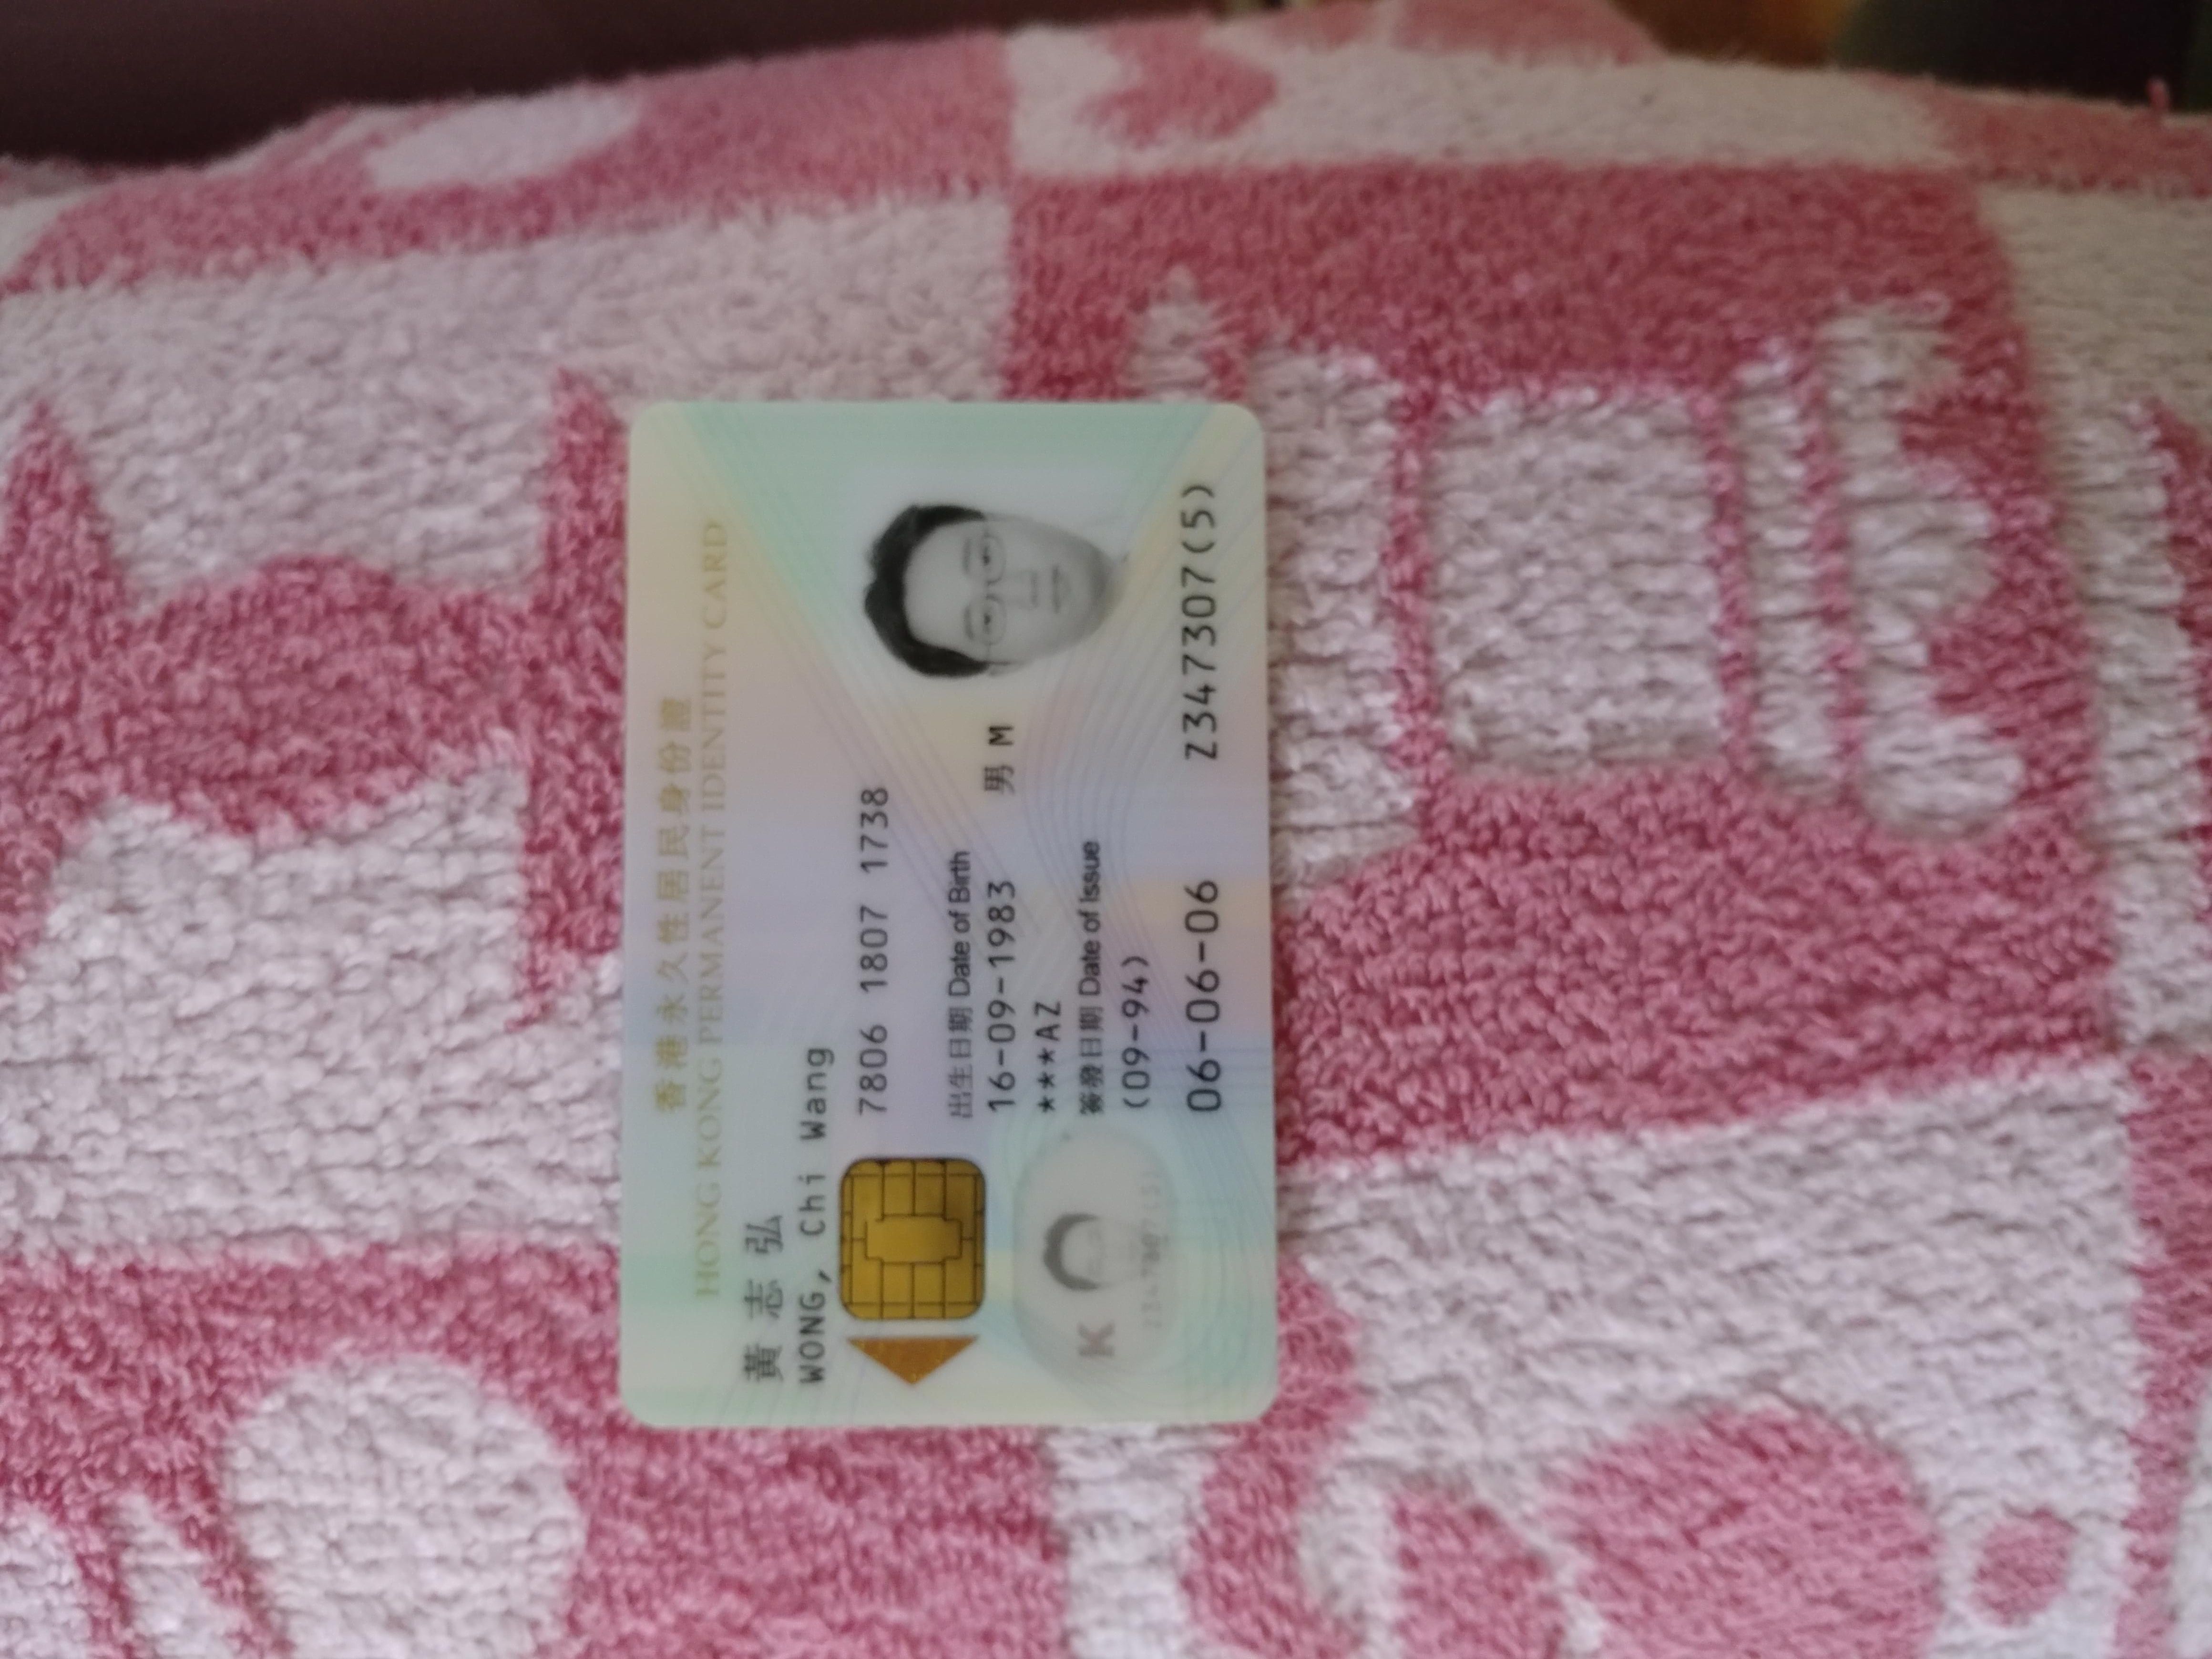 香港永久性居民身份證
HONG KONG PERMANENT IDENTITY CARD
黃志弘
WONG, Chi Wang
7806 1807 1738
出生日期 Date of Birth
16-09-1983 男 M
***AZ
簽發日期 Date of Issue
(09-94)
06-06-06 Z347307(5)
K